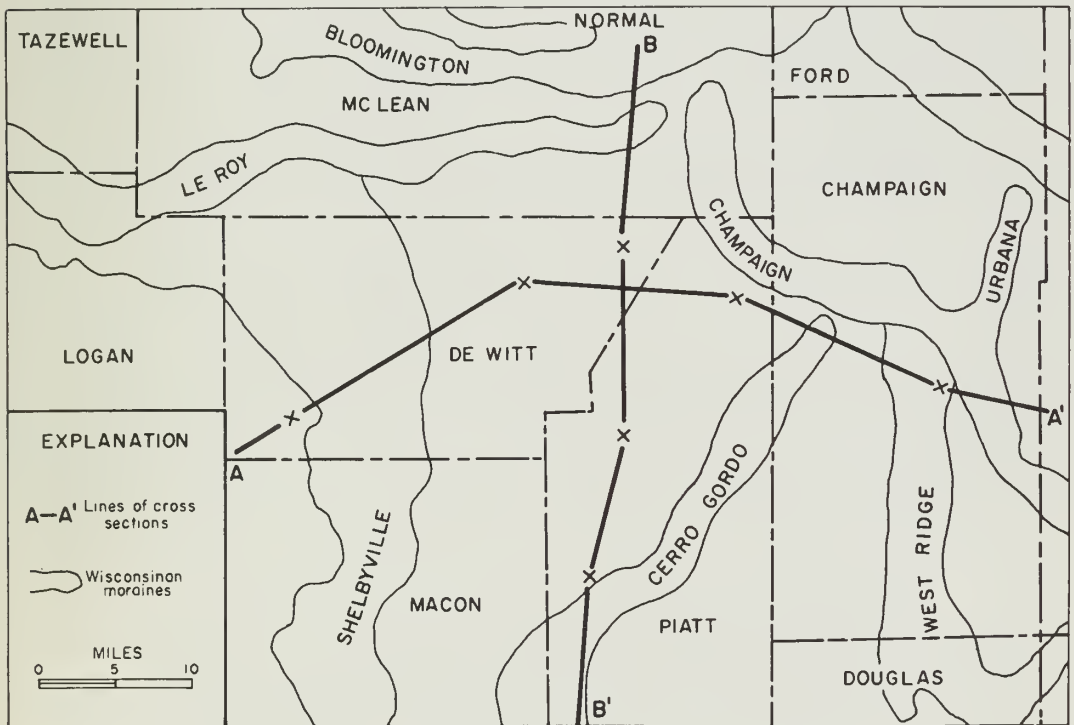 TAZEWELL
NORMAL
B
BLOOMINGTON
FORD
MC LEAN
LE ROY
CHAMPAIGN
CHAMPAIGN
URBANA
LOGAN
DE WITT
EXPLANATION
A
A'
A—A' Lines of cross
sections
CERRO GORDO
WEST RIDGE
Wisconsinan
moraines
SHELBYVILLE
MACON
PIATT
MILES
0 5 10
DOUGLAS
B'